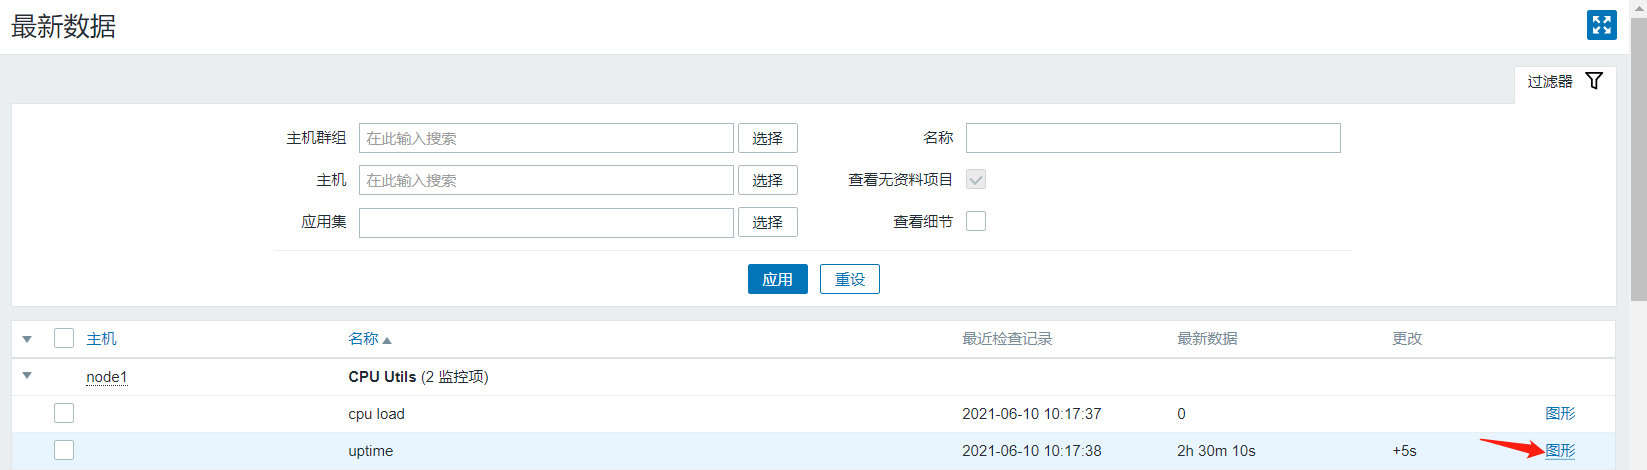 最新数据
过滤器
主机群组 在此输入搜索 选择 名称
主机 在此输入搜索 选择 查看无资料项目
应用集 选择 查看细节
应用 重设
主机 名称 最近检查记录 最新数据 更改
node1 CPU Utils (2 监控项)
cpu load 2021-06-10 10:17:37 0 图形
uptime 2021-06-10 10:17:38 2h 30m 10s +5s 图形